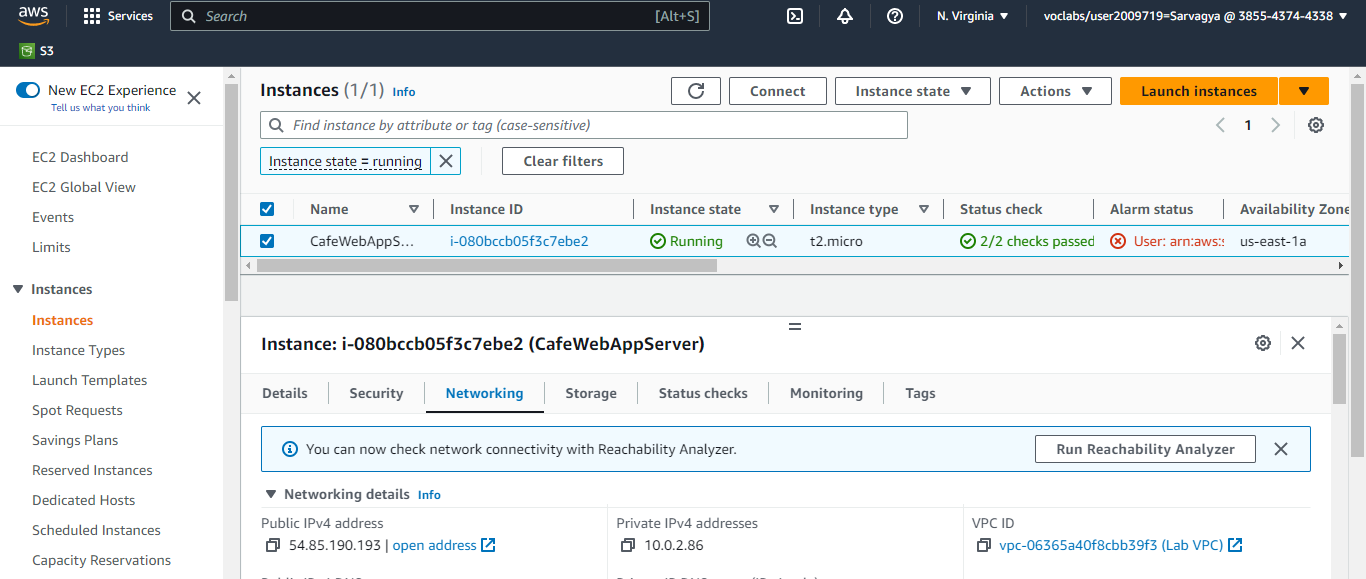 aws
Services
Search [Alt+S]
N. Virginia
voclabs/user2009719=Sarvagya @ 3855-4374-4338
S3
New EC2 Experience
Tell us what you think
EC2 Dashboard
EC2 Global View
Events
Limits
Instances
Instances
Instance Types
Launch Templates
Spot Requests
Savings Plans
Reserved Instances
Dedicated Hosts
Scheduled Instances
Capacity Reservations
Instances (1/1) Info
Connect
Instance state
Actions
Launch instances
Find instance by attribute or tag (case-sensitive)
1
Instance state = running
Clear filters
Name Instance ID Instance state Instance type Status check Alarm status Availability Zone
CafeWebAppS... i-080bccb05f3c7ebe2 Running t2.micro 2/2 checks passed User: arn:aws:s us-east-1a
Instance: i-080bccb05f3c7ebe2 (CafeWebAppServer)
Details Security Networking Storage Status checks Monitoring Tags
You can now check network connectivity with Reachability Analyzer.
Run Reachability Analyzer
Networking details Info
Public IPv4 address
54.85.190.193 | open address
Private IPv4 addresses
10.0.2.86
VPC ID
vpc-06365a40f8cbb39f3 (Lab VPC)